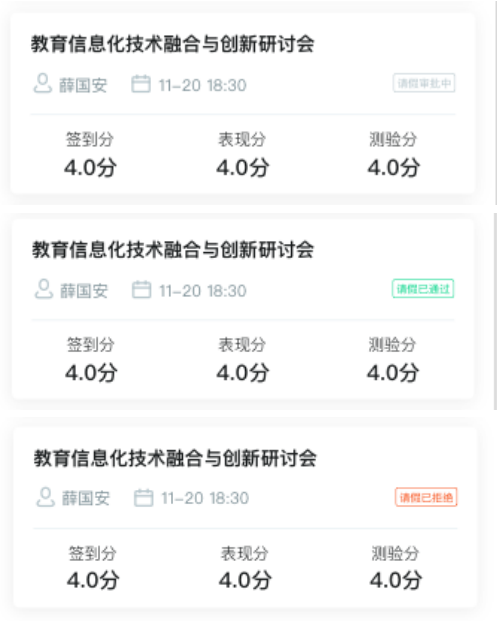 教育信息化技术融合与创新研讨会
薛国安 11-20 18:30 请假审批中
签到分 表现分 测验分
4.0分 4.0分 4.0分
教育信息化技术融合与创新研讨会
薛国安 11-20 18:30 请假已通过
签到分 表现分 测验分
4.0分 4.0分 4.0分
教育信息化技术融合与创新研讨会
薛国安 11-20 18:30 请假已拒绝
签到分 表现分 测验分
4.0分 4.0分 4.0分